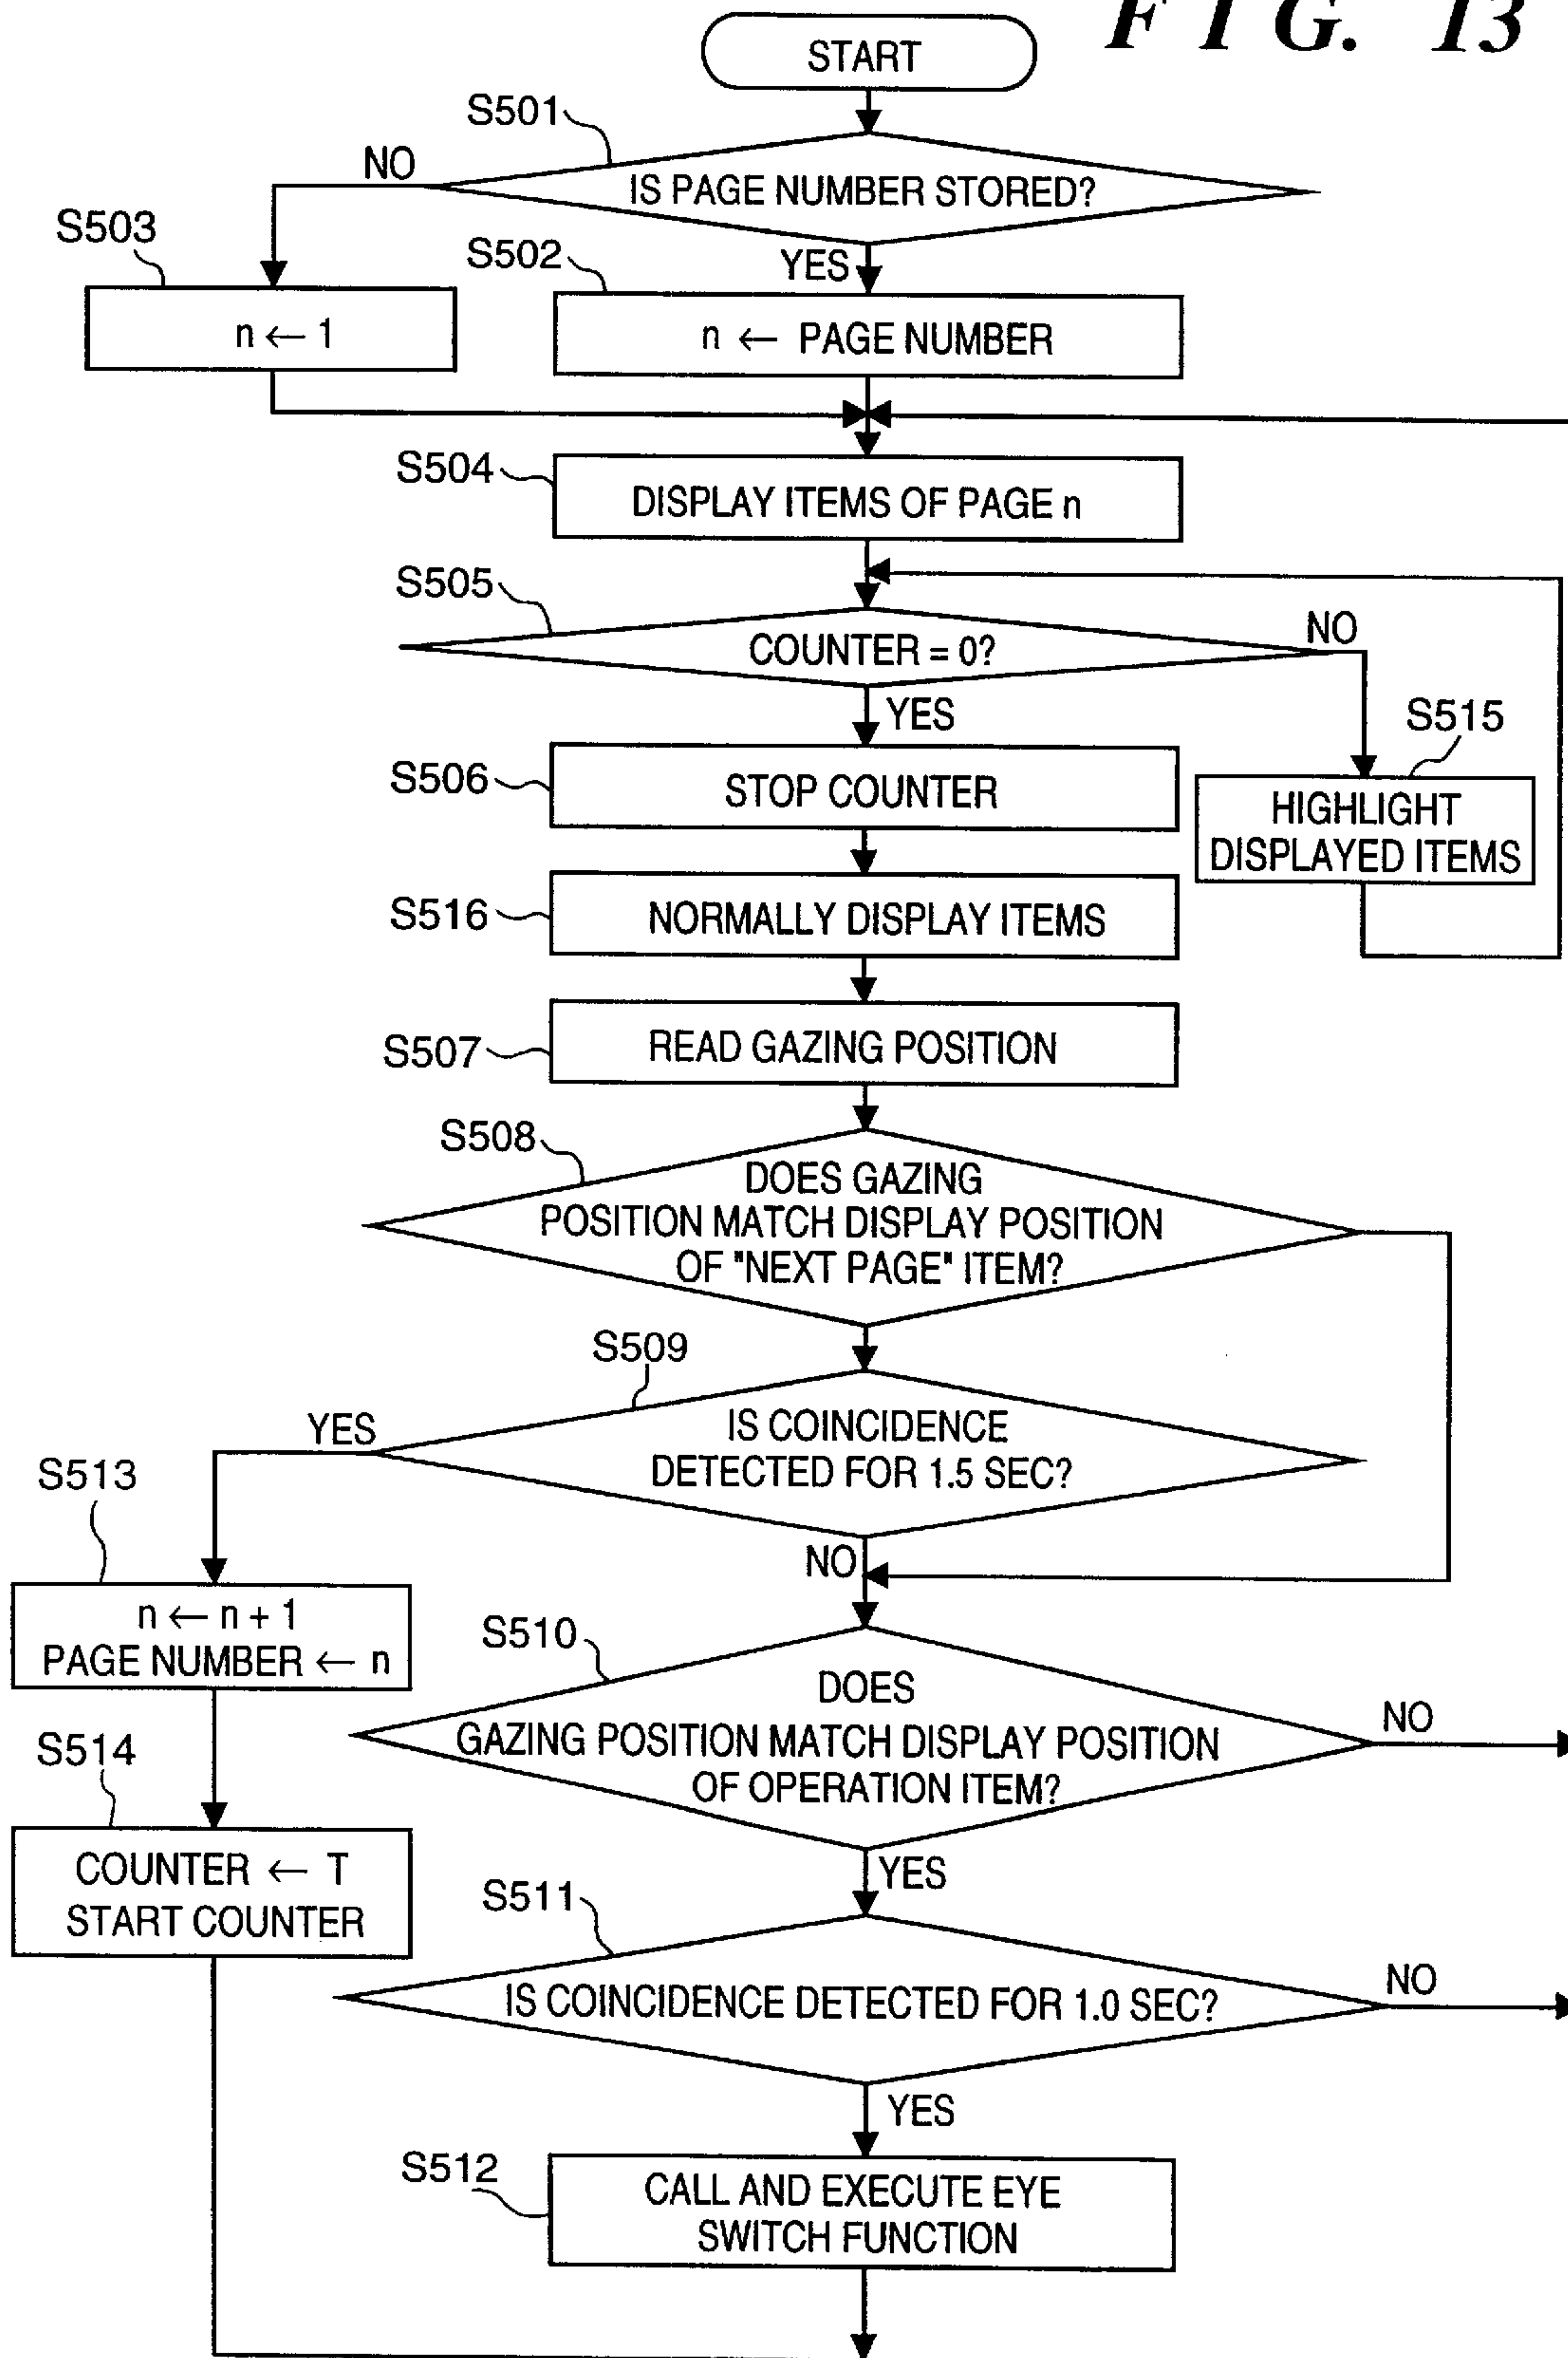 FIG. 13
START
S501
NO
IS PAGE NUMBER STORED?
S503
S502
YES
n ← 1
n ← PAGE NUMBER
S504
DISPLAY ITEMS OF PAGE n
S505
COUNTER = 0?
NO
YES
S515
S506
STOP COUNTER
HIGHLIGHT
DISPLAYED ITEMS
S516
NORMALLY DISPLAY ITEMS
S507
READ GAZING POSITION
S508
DOES GAZING
POSITION MATCH DISPLAY POSITION
OF "NEXT PAGE" ITEM?
S509
YES
IS COINCIDENCE
DETECTED FOR 1.5 SEC?
S513
NO
n ← n + 1
PAGE NUMBER ← n
S510
DOES
GAZING POSITION MATCH DISPLAY POSITION
OF OPERATION ITEM?
NO
S514
YES
COUNTER ← T
START COUNTER
S511
IS COINCIDENCE DETECTED FOR 1.0 SEC?
NO
YES
S512
CALL AND EXECUTE EYE
SWITCH FUNCTION